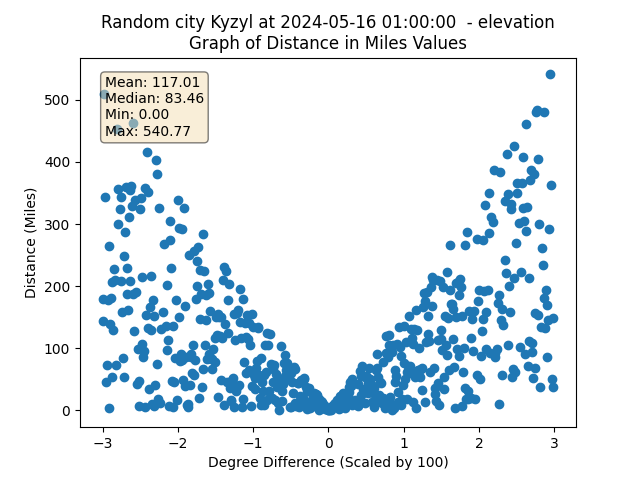 Random city Kyzyl at 2024-05-16 01:00:00  - elevation
Graph of Distance in Miles Values
Mean: 117.01
Median: 83.46
Min: 0.00
Max: 540.77
Distance (Miles)
500
400
300
200
100
0
−3
−2
−1
0
1
2
3
Degree Difference (Scaled by 100)